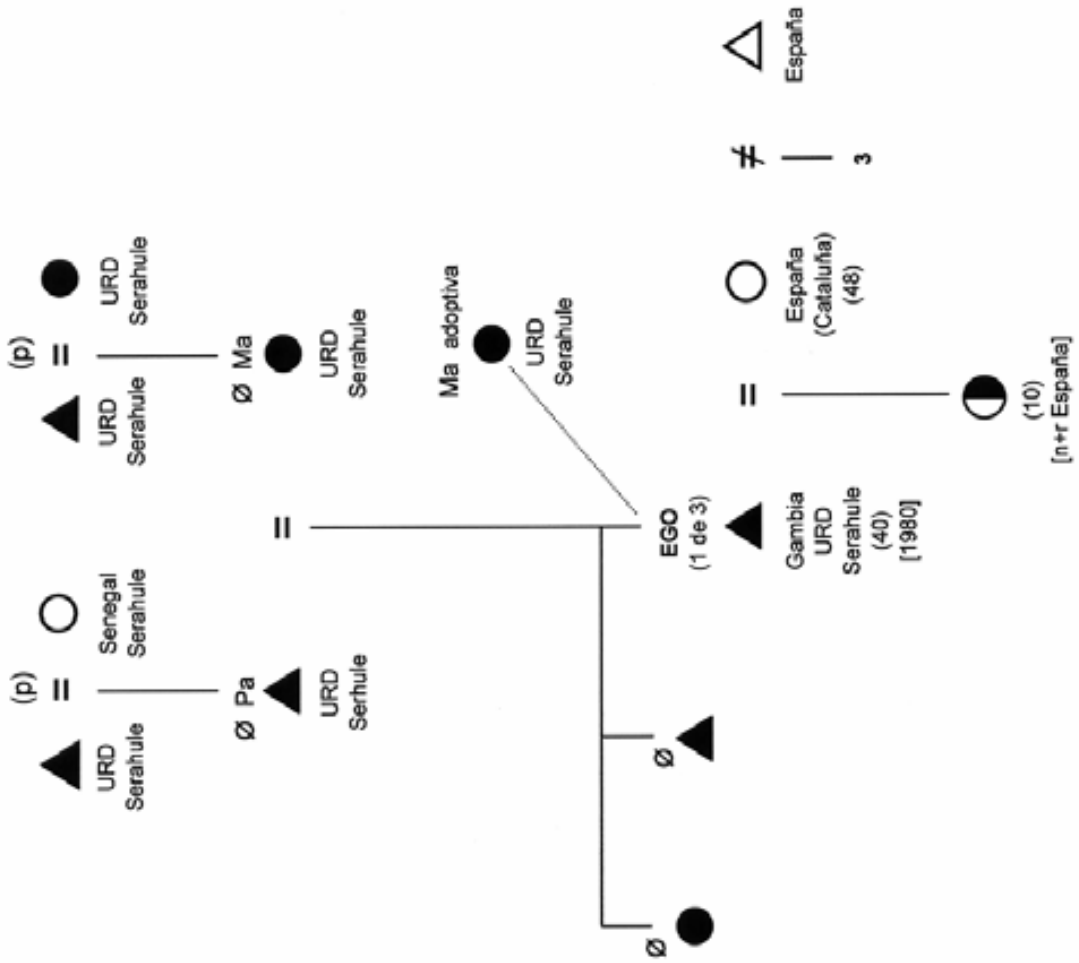 (p)
URD
Serahule
Senegal
Serahule
(p)
URD
Serahule
URD
Serahule
Ø Pa
URD
Serhule
Ø Ma
URD
Serahule
Ma adoptiva
URD
Serahule
Ø
Ø
EGO
(1 de 3)
Gambia
URD
Serahule
(40)
[1980]
España
(Cataluña)
(48)
España
3
(10)
[n+r España]